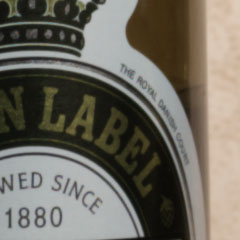 THE ROYAL DANISH COURT
N LABEL
WED SINCE
1880